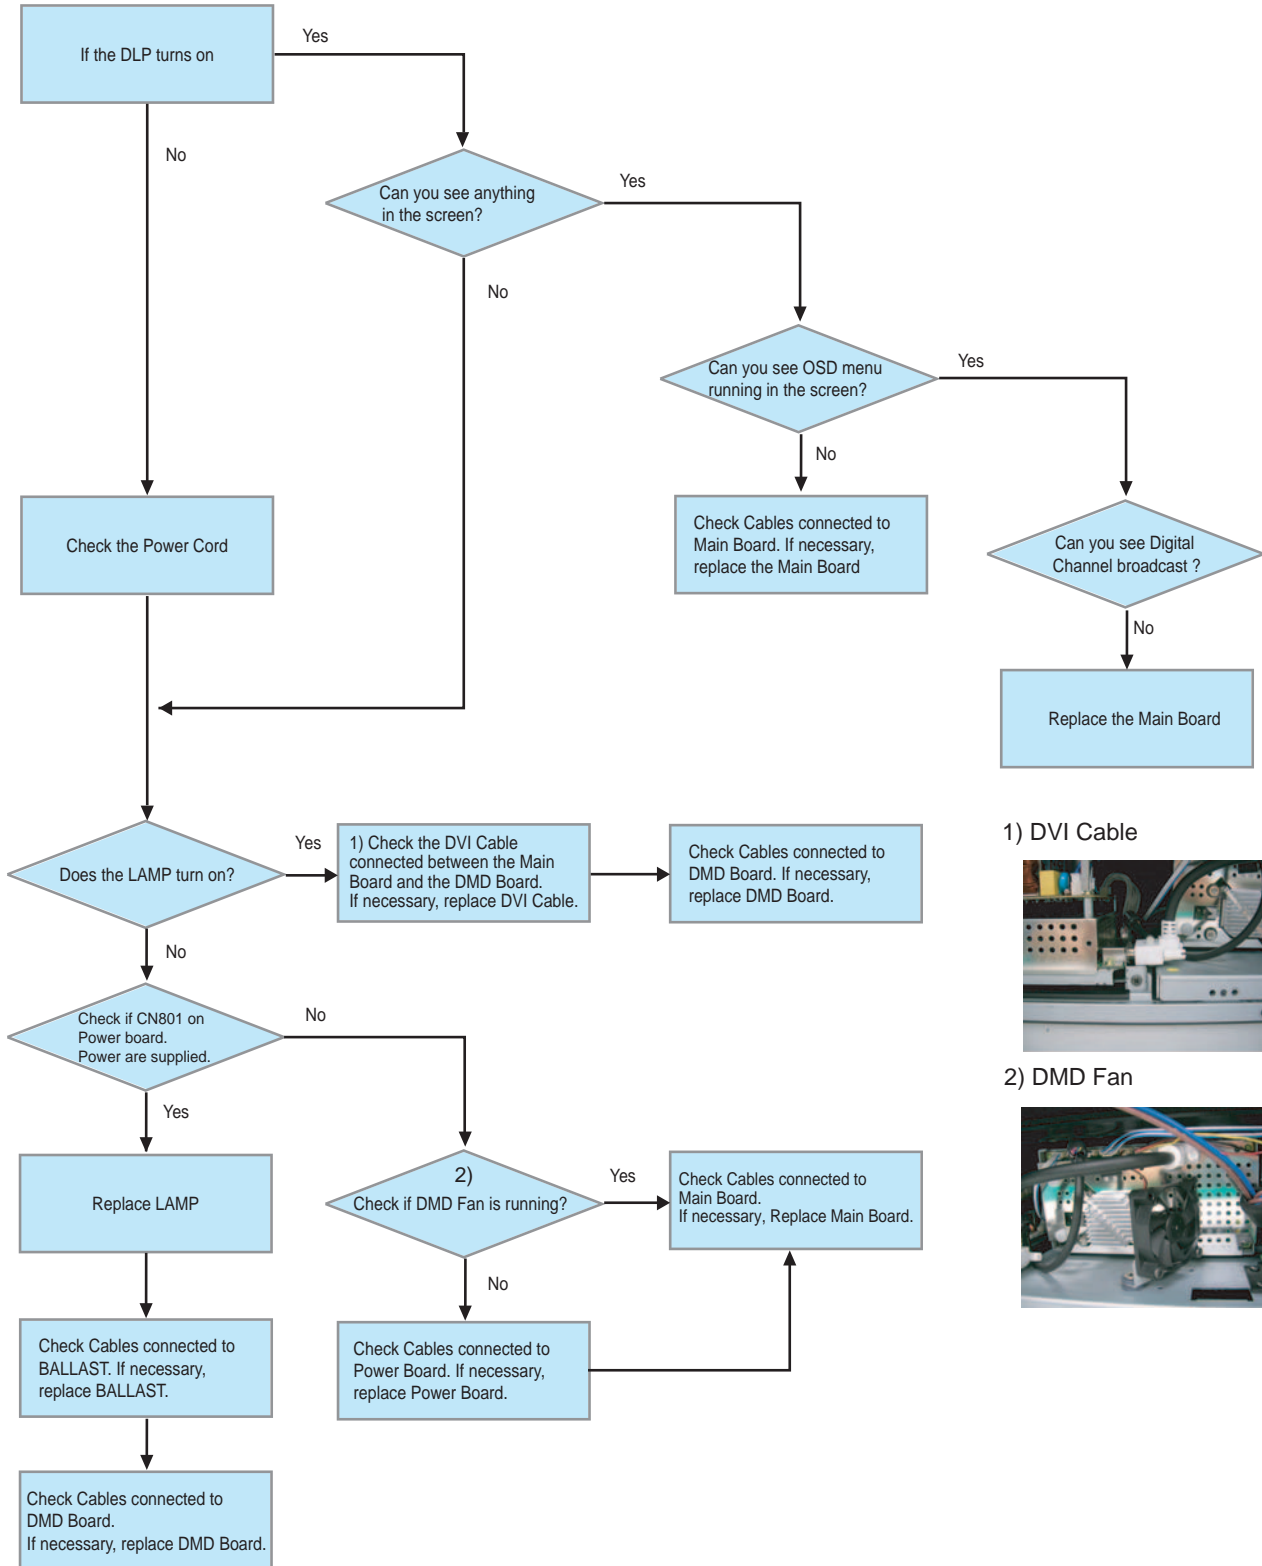 If the DLP turns on
Yes
No
Can you see anything
in the screen?
Yes
No
Can you see OSD menu
running in the screen?
Yes
No
Check the Power Cord
Check Cables connected to
Main Board. If necessary,
replace the Main Board
Can you see Digital
Channel broadcast ?
No
Replace the Main Board
Does the LAMP turn on?
Yes
No
1) Check the DVI Cable
connected between the Main
Board and the DMD Board.
If necessary, replace DVI Cable.
Check Cables connected to
DMD Board. If necessary,
replace DMD Board.
1) DVI Cable
Check if CN801 on
Power board.
Power are supplied.
No
Yes
2) DMD Fan
Replace LAMP
2)
Check if DMD Fan is running?
Yes
No
Check Cables connected to
Main Board.
If necessary, Replace Main Board.
Check Cables connected to
BALLAST. If necessary,
replace BALLAST.
Check Cables connected to
Power Board. If necessary,
replace Power Board.
Check Cables connected to
DMD Board.
If necessary, replace DMD Board.